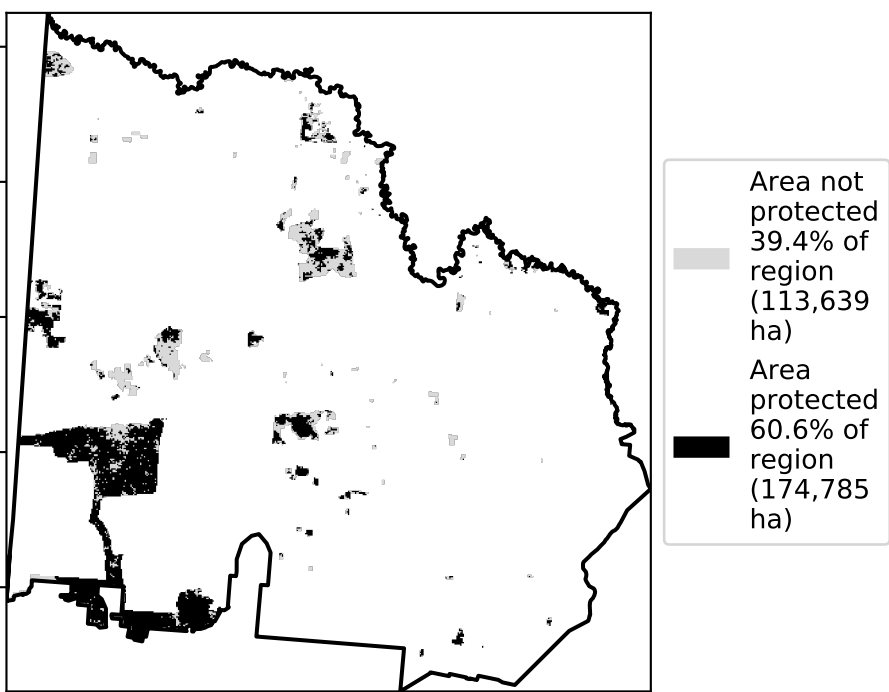 Area not
protected
39.4% of
region
(113,639
ha)
Area
protected
60.6% of
region
(174,785
ha)